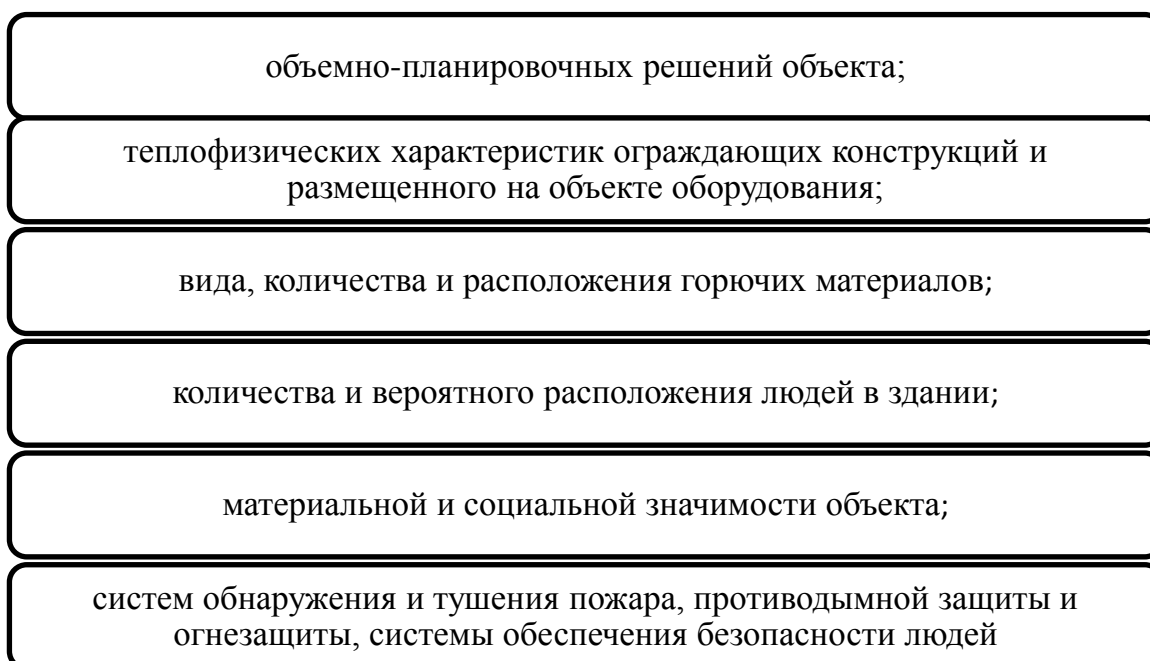 объемно-планировочных решений объекта;
теплофизических характеристик ограждающих конструкций и
размещенного на объекте оборудования;
вида, количества и расположения горючих материалов;
количества и вероятного расположения людей в здании;
материальной и социальной значимости объекта;
систем обнаружения и тушения пожара, противодымной защиты и
огнезащиты, системы обеспечения безопасности людей